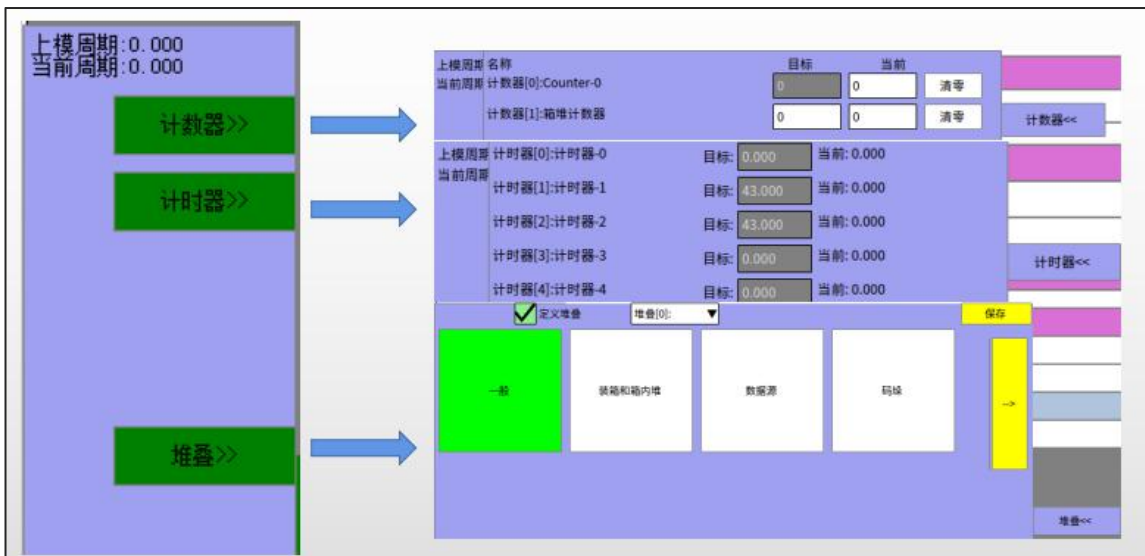 上模周期:0.000
当前周期:0.000
计数器>>
计时器>>
堆叠>>
上模周期 名称 目标 当前
当前周期 计数器[0]:Counter-0 0 0 清零
计数器[1]:箱堆计数器 0 0 清零
计数器<<
上模周期 计时器[0]:计时器-0 目标: 0.000 当前: 0.000
当前周期
计时器[1]:计时器-1 目标: 43.000 当前: 0.000
计时器[2]:计时器-2 目标: 43.000 当前: 0.000
计时器[3]:计时器-3 目标: 0.000 当前: 0.000
计时器<<
计时器[4]:计时器-4 目标: 0.000 当前: 0.000
定义堆叠 堆叠[0]: ▼ 保存
一般 装箱和箱内堆 数据源 码垛
-->
堆叠<<